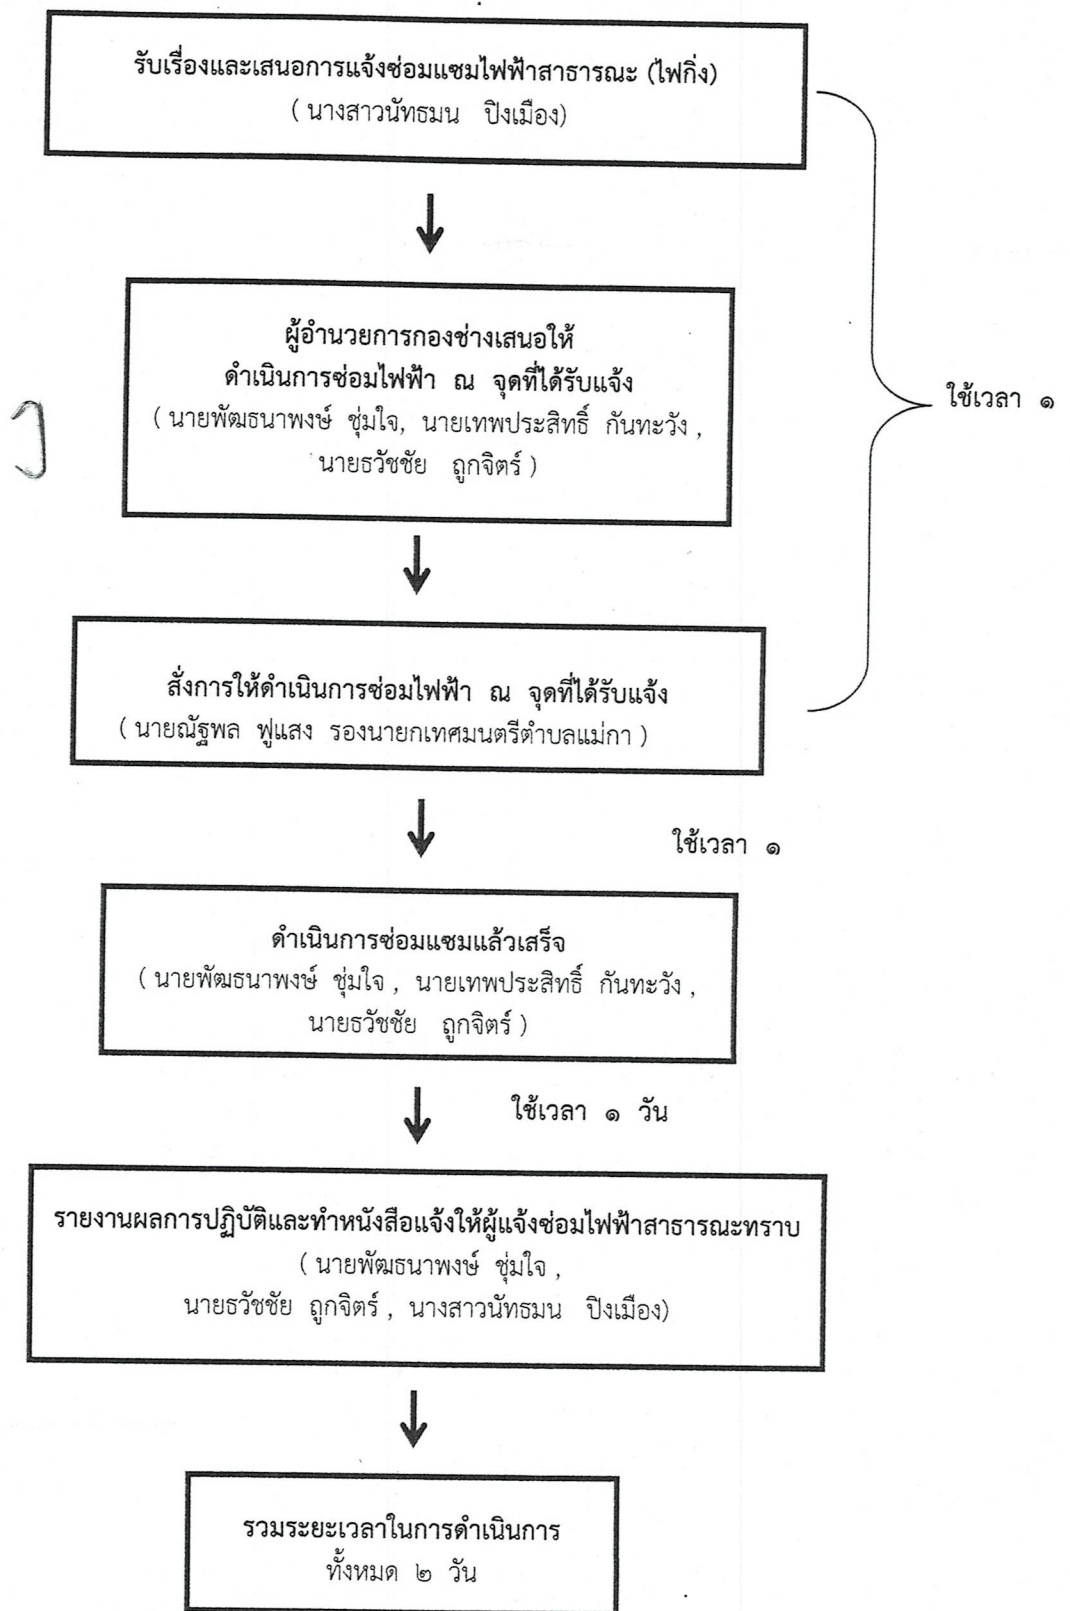 รับเรื่องและเสนอการแจ้งซ่อมแซมไฟฟ้าสาธารณะ (ไฟกิ่ง)
( นางสาวนัทธมน ปิงเมือง)
ผู้อำนวยการกองช่างเสนอให้
ดำเนินการซ่อมไฟฟ้า ณ จุดที่ได้รับแจ้ง
( นายพัฒธนาพงษ์ ชุ่มใจ, นายเทพประสิทธิ์ กันทะวัง ,
นายธวัชชัย ถูกจิตร์ )
ใช้เวลา ๑
สั่งการให้ดำเนินการซ่อมไฟฟ้า ณ จุดที่ได้รับแจ้ง
( นายณัฐพล ฟูแสง รองนายกเทศมนตรีตำบลแม่กา )
ใช้เวลา ๑
ดำเนินการซ่อมแซมแล้วเสร็จ
( นายพัฒธนาพงษ์ ชุ่มใจ , นายเทพประสิทธิ์ กันทะวัง ,
นายธวัชชัย ถูกจิตร์ )
ใช้เวลา ๑ วัน
รายงานผลการปฏิบัติและทำหนังสือแจ้งให้ผู้แจ้งซ่อมไฟฟ้าสาธารณะทราบ
( นายพัฒธนาพงษ์ ชุ่มใจ ,
นายธวัชชัย ถูกจิตร์ , นางสาวนัทธมน ปิงเมือง)
รวมระยะเวลาในการดำเนินการ
ทั้งหมด ๒ วัน